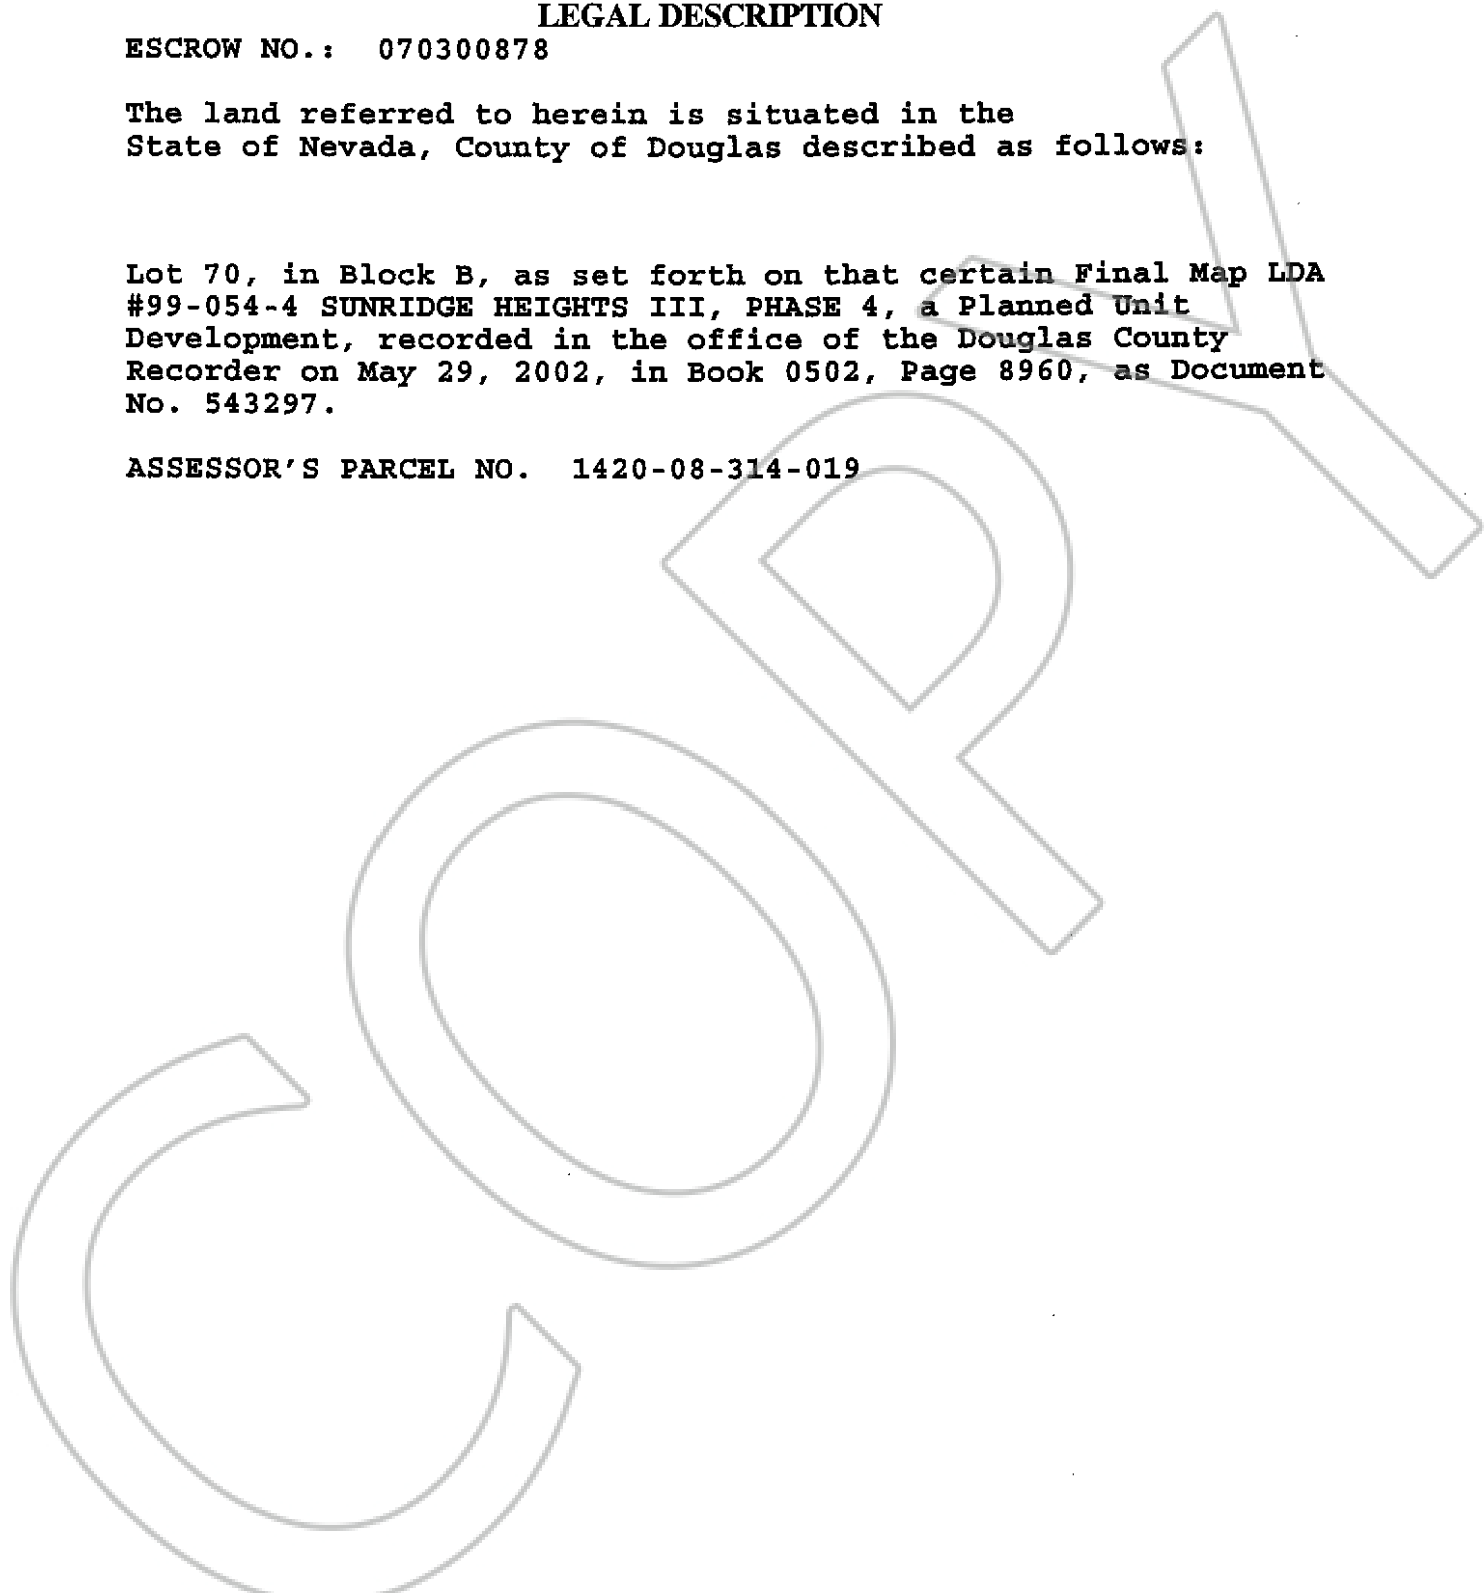 LEGAL DESCRIPTION
ESCROW NO.: 070300878
The land referred to herein is situated in the
State of Nevada, County of Douglas described as follows:
Lot 70, in Block B, as set forth on that certain Final Map LDA
#99-054-4 SUNRIDGE HEIGHTS III, PHASE 4, a Planned Unit
Development, recorded in the office of the Douglas County
Recorder on May 29, 2002, in Book 0502, Page 8960, as Document
No. 543297.
ASSESSOR'S PARCEL NO. 1420-08-314-019
COPY